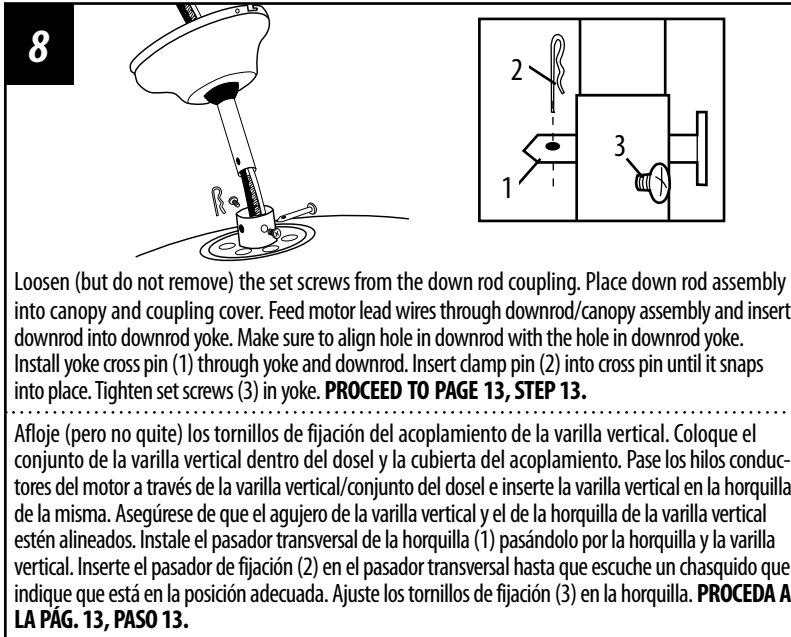 8
2
3
1
Loosen (but do not remove) the set screws from the down rod coupling. Place down rod assembly
into canopy and coupling cover. Feed motor lead wires through downrod/canopy assembly and insert
downrod into downrod yoke. Make sure to align hole in downrod with the hole in downrod yoke.
Install yoke cross pin (1) through yoke and downrod. Insert clamp pin (2) into cross pin until it snaps
into place. Tighten set screws (3) in yoke. PROCEED TO PAGE 13, STEP 13.
Afloje (pero no quite) los tornillos de fijación del acoplamiento de la varilla vertical. Coloque el
conjunto de la varilla vertical dentro del dosel y la cubierta del acoplamiento. Pase los hilos conduc-
tores del motor a través de la varilla vertical/conjunto del dosel e inserte la varilla vertical en la horquilla
de la misma. Asegúrese de que el agujero de la varilla vertical y el de la horquilla de la varilla vertical
estén alineados. Instale el pasador transversal de la horquilla (1) pasándolo por la horquilla y la varilla
vertical. Inserte el pasador de fijación (2) en el pasador transversal hasta que escuche un chasquido que
indique que está en la posición adecuada. Ajuste los tornillos de fijación (3) en la horquilla. PROCEDA A
LA PÁG. 13, PASO 13.